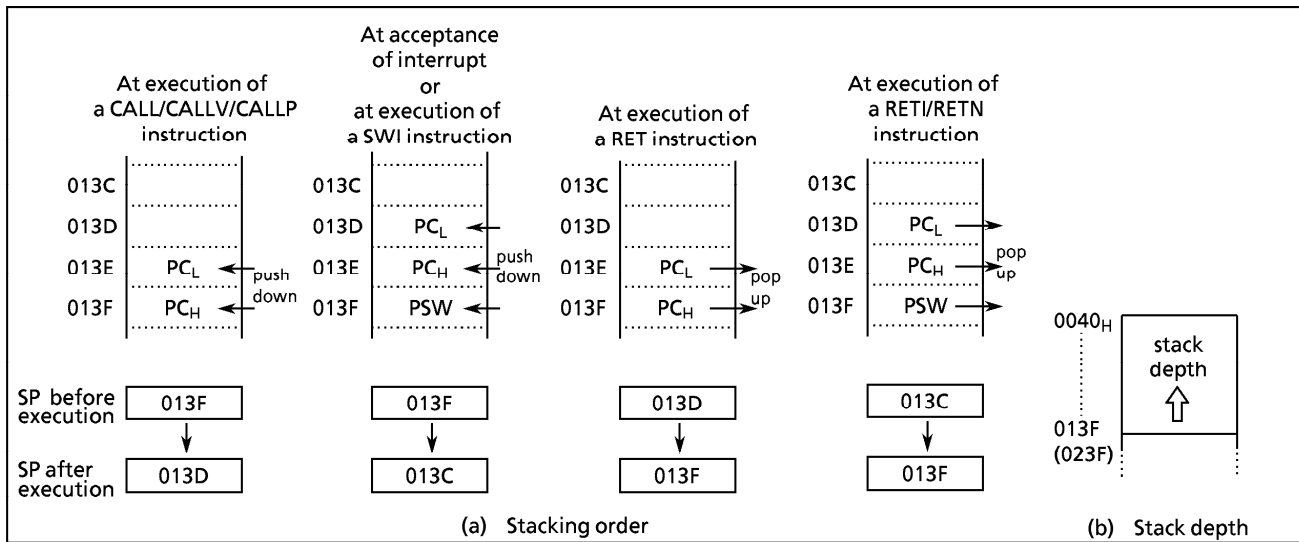 At execution of
a CALL/CALLV/CALLP
instruction
013C
013D
013E PCL push
013F PCH down
SP before execution 013F
SP after execution 013D
At acceptance
of interrupt
or
at execution of
a SWI instruction
013C
013D PCL
013E PCH push
013F PSW down
013F
013C
At execution of
a RET instruction
013C
013D
013E PCL pop
013F PCH up
013D
013F
At execution of
a RETI/RETN
instruction
013C
013D PCL
013E PCH pop
013F PSW up
013C
013F
(a) Stacking order
0040H
stack
depth
013F
(023F)
(b) Stack depth